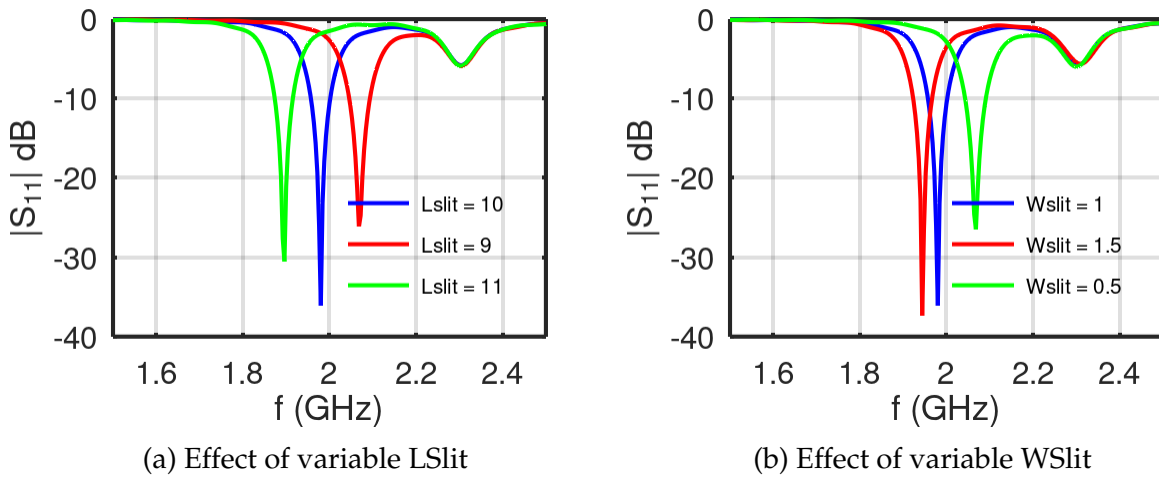 0
-10
-20
-30
-40
|S11| dB
Lslit = 10
Lslit = 9
Lslit = 11
1.6 1.8 2 2.2 2.4
f (GHz)
(a) Effect of variable LSlit
0
-10
-20
-30
-40
|S11| dB
Wslit = 1
Wslit = 1.5
Wslit = 0.5
1.6 1.8 2 2.2 2.4
f (GHz)
(b) Effect of variable WSlit